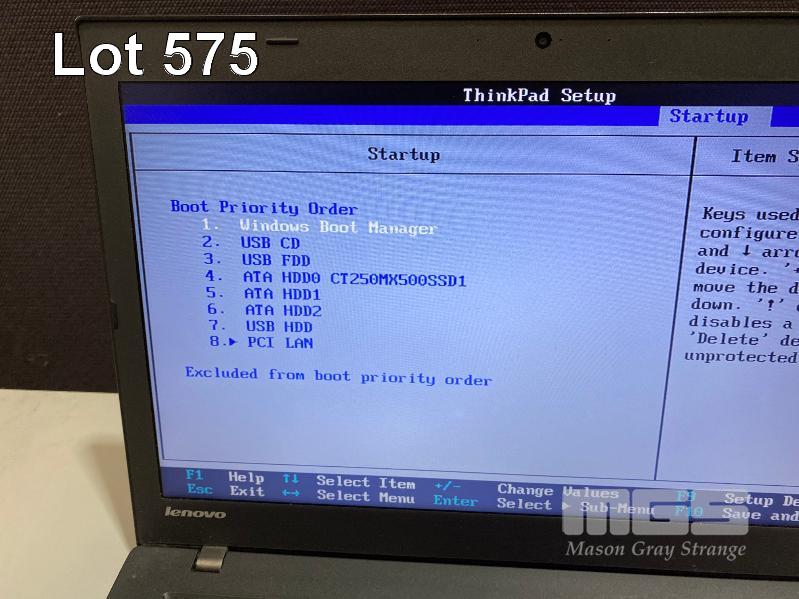 Lot 575
ThinkPad Setup
Startup
Startup
Item S
Boot Priority Order
1. Windows Boot Manager
2. USB CD
3. USB FDD
4. ATA HDD0 CT250MX500SSD1
5. ATA HDD1
6. ATA HDD2
7. USB HDD
8. PCI LAN
Excluded from boot priority order
Keys used
configure
and ↓ arro
device. '+
move the d
down. '!'
disables a
'Delete' de
unprotected
F1 Help ↑↓ Select Item +/- Change Values F9 Setup De
Esc Exit ↔ Select Menu Enter Select ▶ Sub-Menu F10 Save and
lenovo
MGS
Mason Gray Strange